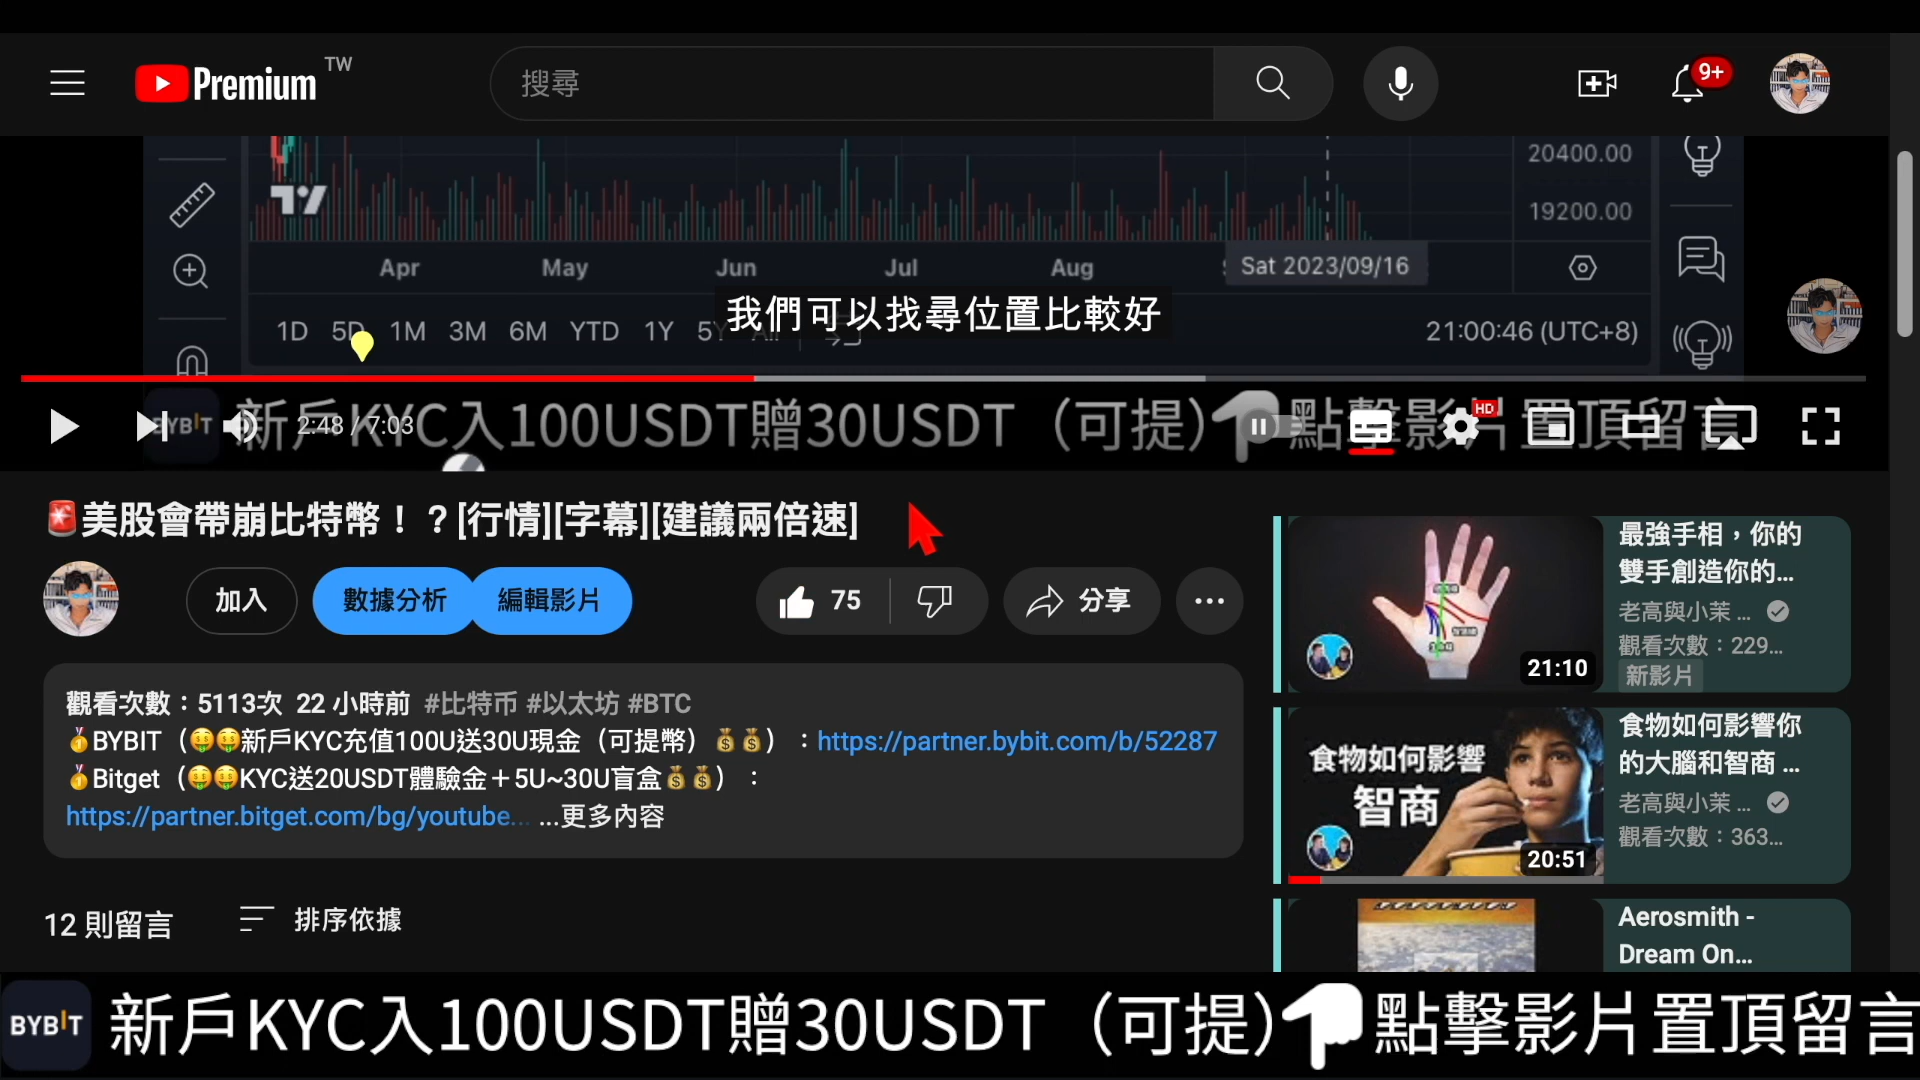 Premium TW
搜尋
9+
20400.00
19200.00
Apr May Jun Jul Aug Sat 2023/09/16
我們可以找尋位置比較好
1D 5D 1M 3M 6M YTD 1Y 5Y All
21:00:46 (UTC+8)
BYBIT 新戶KYC入100USDT贈30USDT（可提）點擊影片置頂留言
2:48 / 7:03
HD
美股會帶崩比特幣！？[行情][字幕][建議兩倍速]
加入
數據分析
編輯影片
75
分享
觀看次數：5113次 22 小時前 #比特币 #以太坊 #BTC
🥇BYBIT（🤑🤑新戶KYC充值100U送30U現金（可提幣）💰💰）：https://partner.bybit.com/b/52287
🥇Bitget（🤑🤑KYC送20USDT體驗金＋5U~30U盲盒💰💰）：
https://partner.bitget.com/bg/youtube... ...更多內容
12 則留言
排序依據
21:10
最強手相，你的
雙手創造你的...
老高與小茉 ...
觀看次數：229...
新影片
食物如何影響
智商
20:51
食物如何影響你
的大腦和智商 ...
老高與小茉 ...
觀看次數：363...
Aerosmith -
Dream On...
BYBIT 新戶KYC入100USDT贈30USDT（可提）點擊影片置頂留言